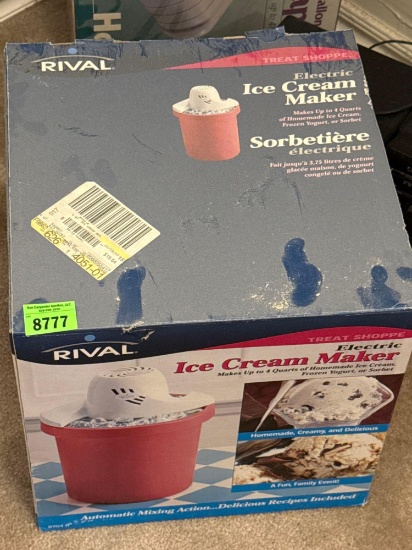 RIVAL
TREAT SHOPPE
Electric
Ice Cream
Maker
Makes Up to 4 Quarts
of Homemade Ice Cream,
Frozen Yogurt, or Sorbet
Sorbetière
électrique
Fait jusqu'à 3,75 litres de crème
glacée maison, de yogourt
congelé ou de sorbet
8777
RIVAL
TREAT SHOPPE
Electric
Ice Cream Maker
Makes Up to 4 Quarts of Homemade Ice Cream,
Frozen Yogurt, or Sorbet
Homemade, Creamy, and Delicious
A Fun, Family Event!
Automatic Mixing Action...Delicious Recipes Included